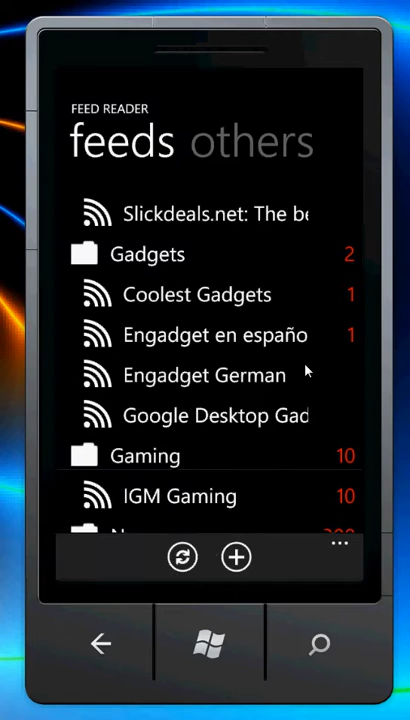 FEED READER
feeds others
Slickdeals.net: The be
Gadgets 2
Coolest Gadgets 1
Engadget en españo 1
Engadget German
Google Desktop Gad
Gaming 10
IGM Gaming 10